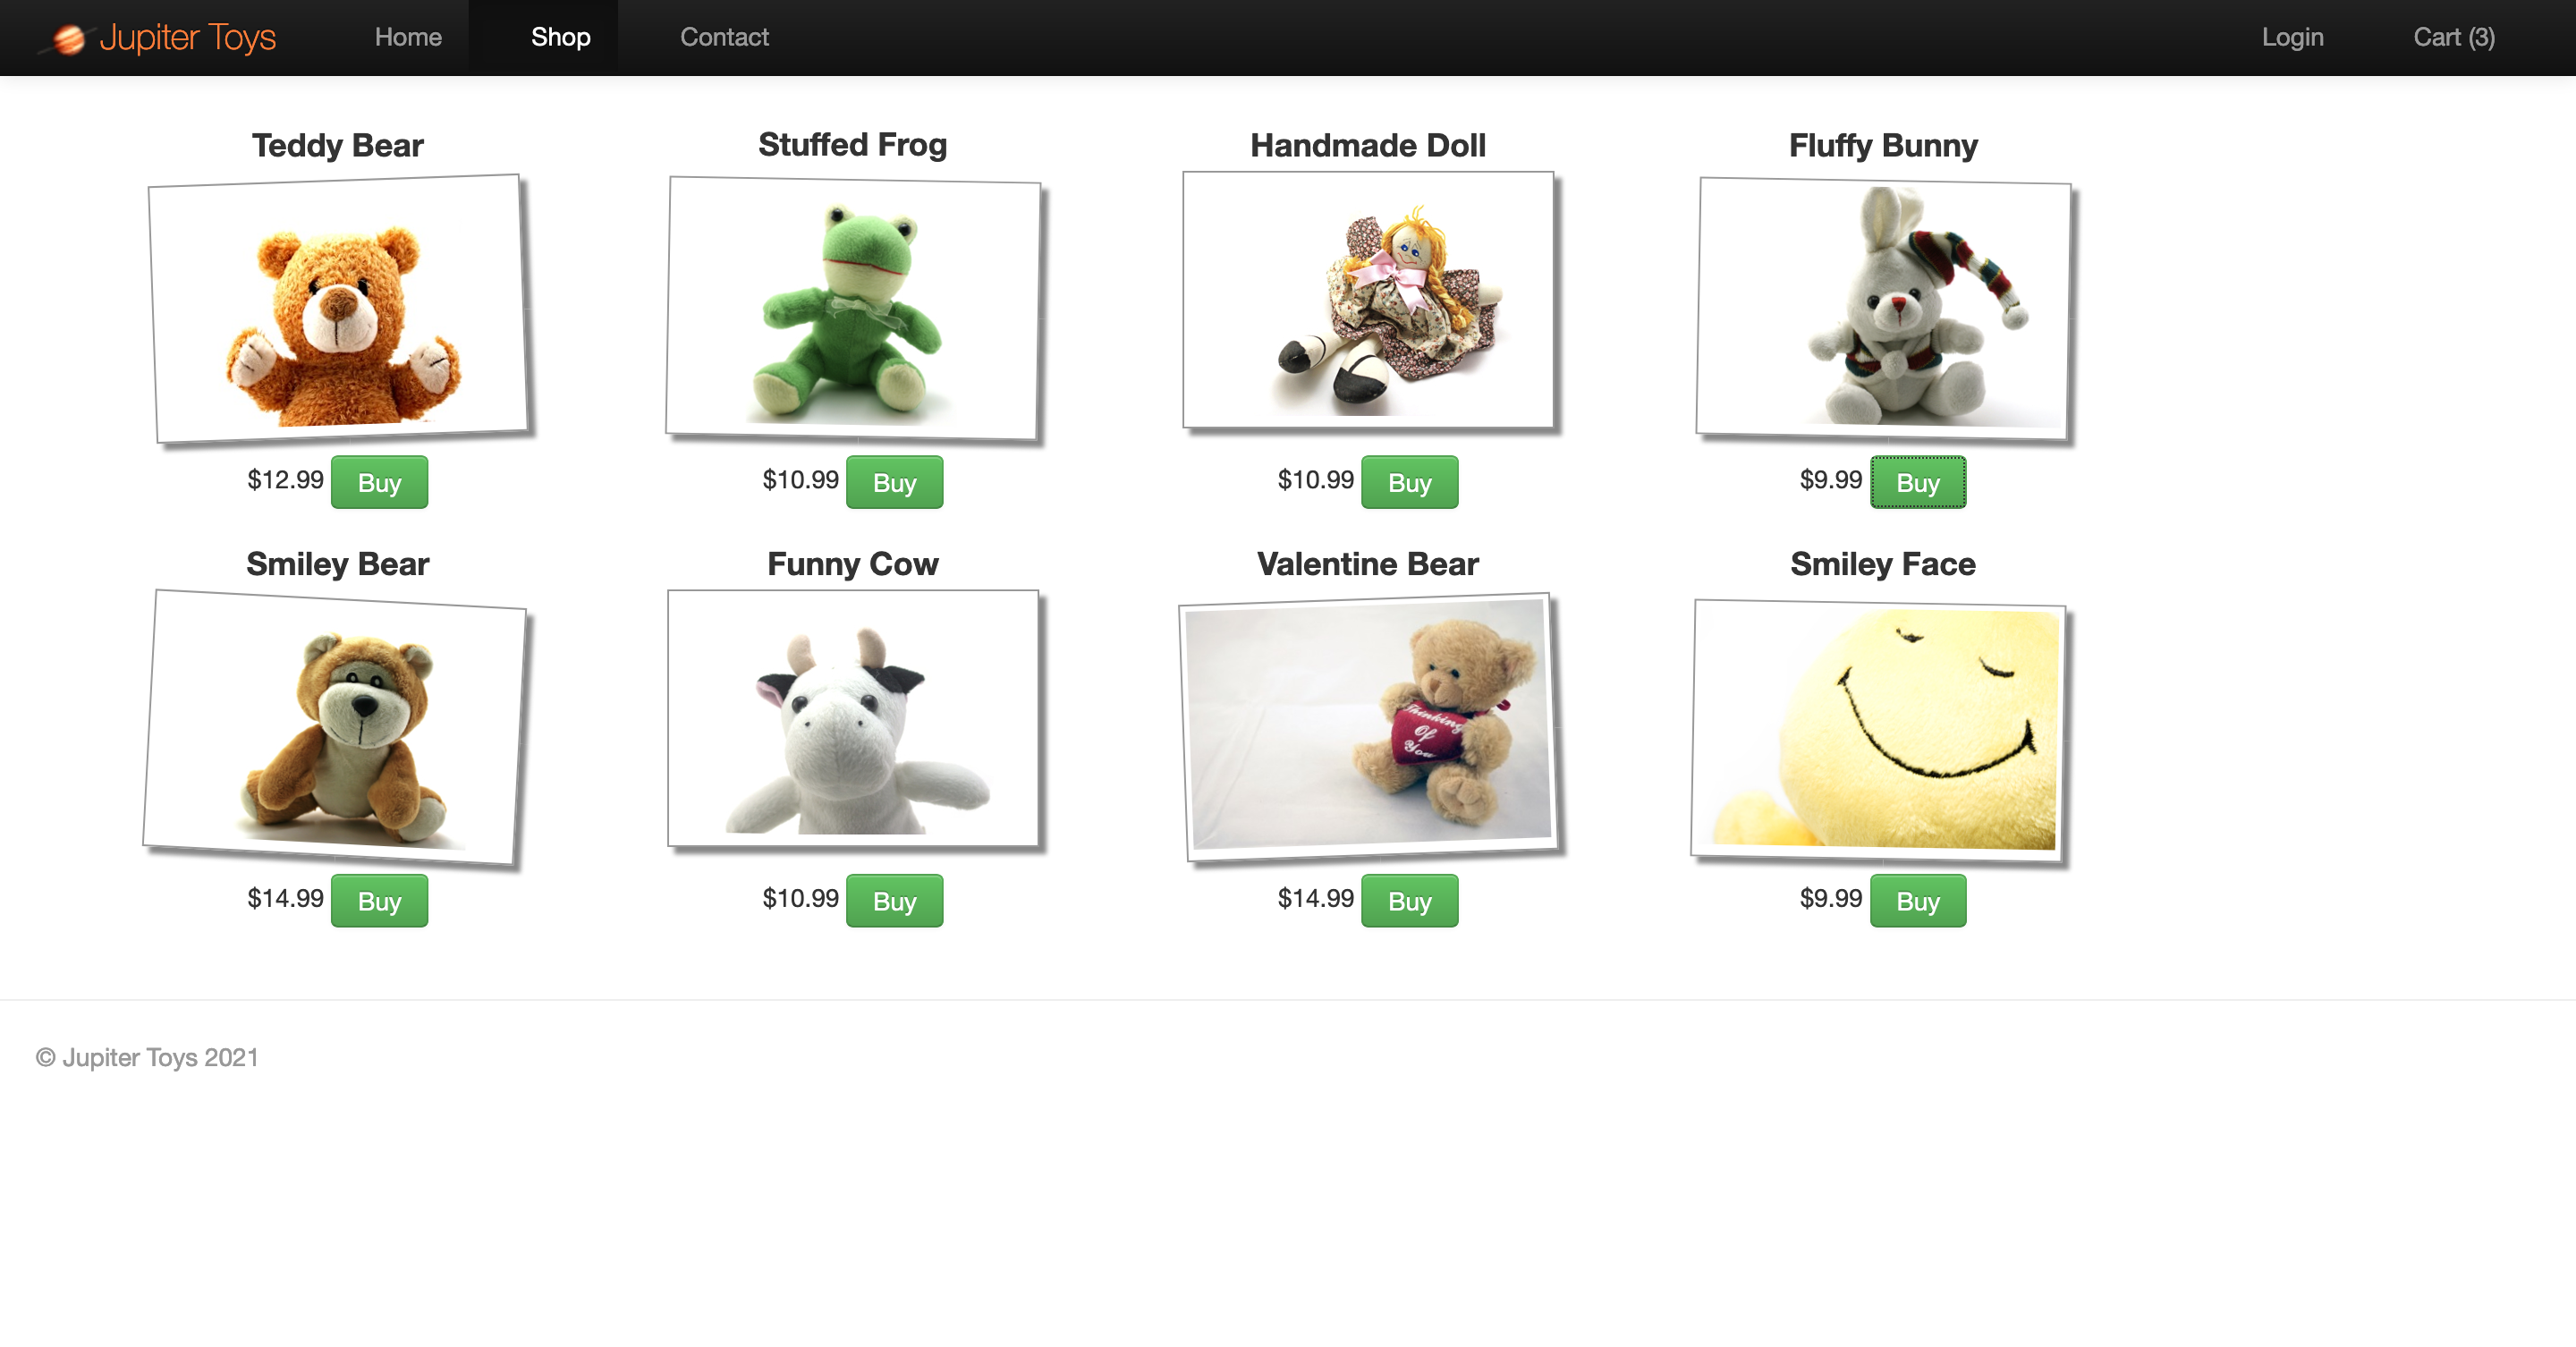 Jupiter Toys Home Shop Contact Login Cart (3)
Teddy Bear Stuffed Frog Handmade Doll Fluffy Bunny
$12.99 Buy $10.99 Buy $10.99 Buy $9.99 Buy
Smiley Bear Funny Cow Valentine Bear Smiley Face
Thinking
Of
You
$14.99 Buy $10.99 Buy $14.99 Buy $9.99 Buy
© Jupiter Toys 2021